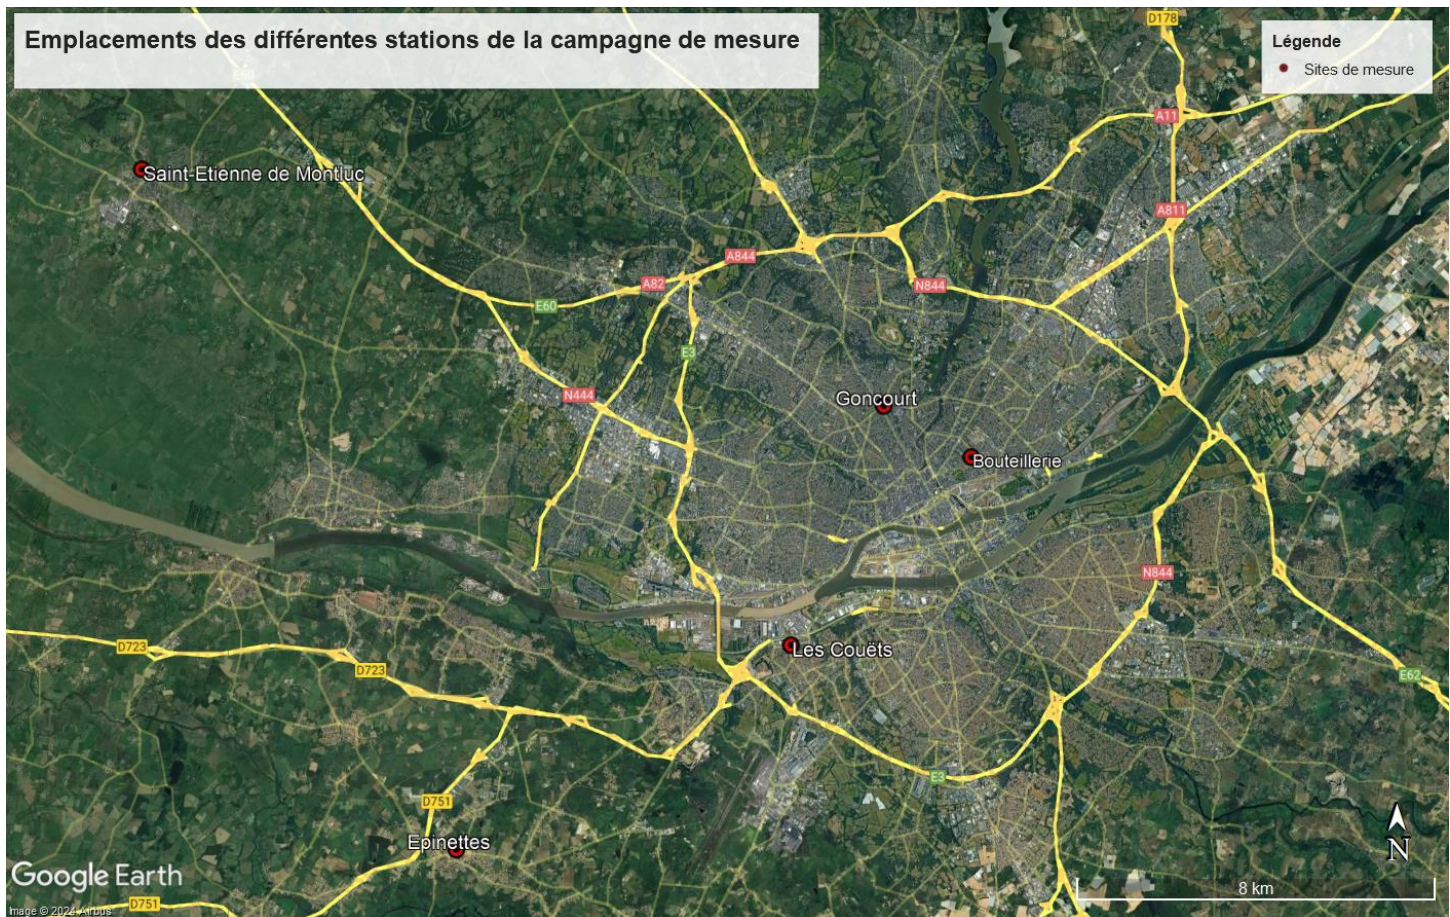 Emplacements des différentes stations de la campagne de mesure
Légende
Sites de mesure
D178
E60
A11
Saint-Etienne de Montluc
A811
A844
A82
N844
E60
E3
N444
Goncourt
Bouteillerie
N844
D723
D723
Les Couëts
E62
E3
D751
Epinettes
N
Google Earth
8 km
D751
Image © 2024 Airbus